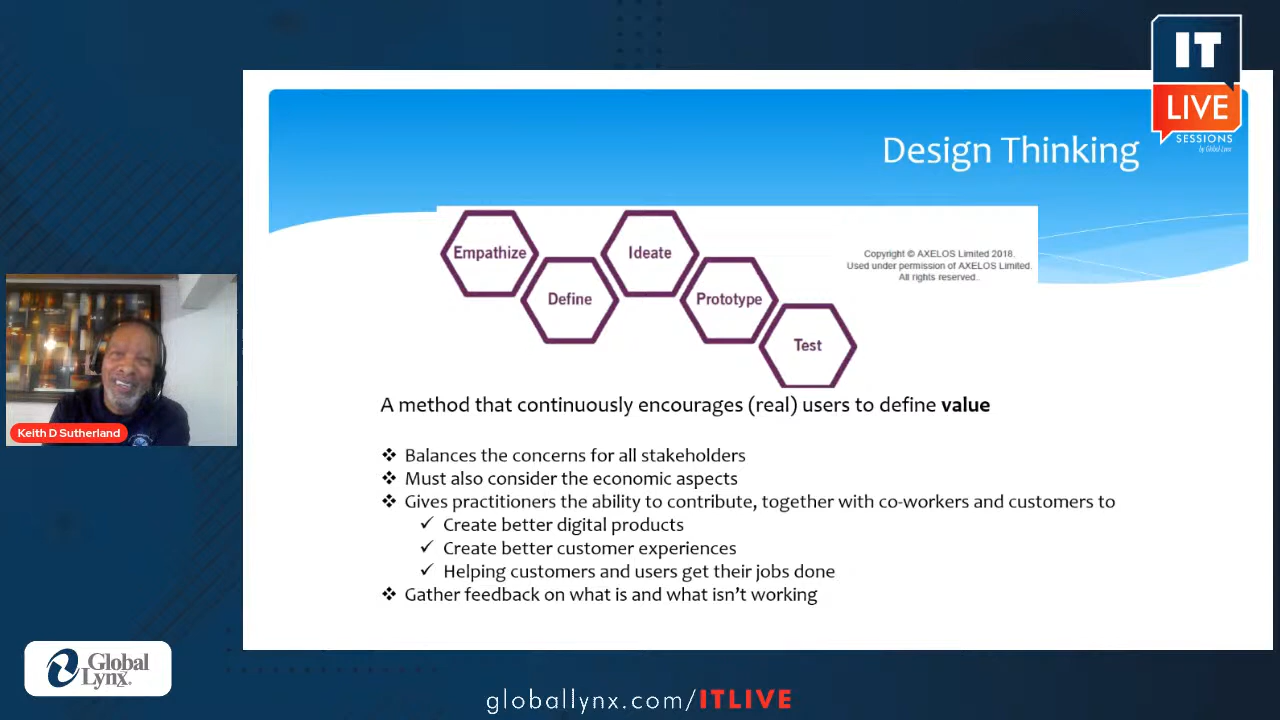 IT
LIVE
SESSIONS
by Global Lynx
Design Thinking
Empathize
Ideate
Define
Prototype
Test
Copyright © AXELOS Limited 2018.
Used under permission of AXELOS Limited.
All rights reserved.
A method that continuously encourages (real) users to define value
❖ Balances the concerns for all stakeholders
❖ Must also consider the economic aspects
❖ Gives practitioners the ability to contribute, together with co-workers and customers to
✓ Create better digital products
✓ Create better customer experiences
✓ Helping customers and users get their jobs done
❖ Gather feedback on what is and what isn’t working
Keith D Sutherland
Global
Lynx®
globallynx.com/ITLIVE